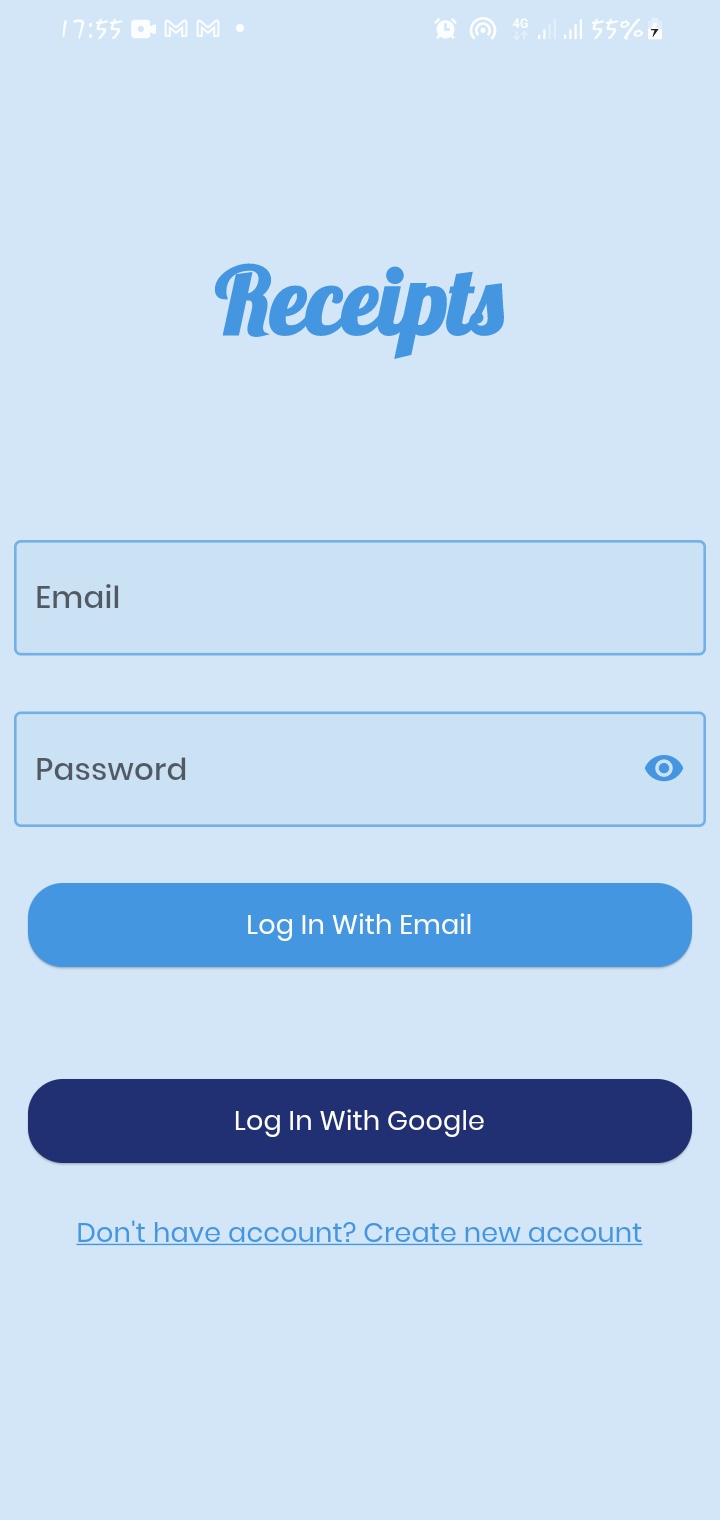 17:55 4G 55%
Receipts
Email
Password
Log In With Email
Log In With Google
Don't have account? Create new account